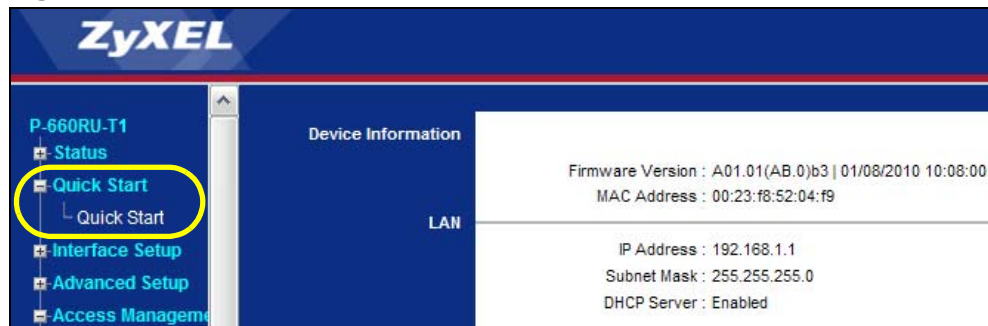 ZyXEL
P-660RU-T1
Status
Quick Start
Quick Start
Interface Setup
Advanced Setup
Access Manageme
Device Information
Firmware Version : A01.01(AB.0)b3 | 01/08/2010 10:08:00
MAC Address : 00:23:f8:52:04:f9
LAN
IP Address : 192.168.1.1
Subnet Mask : 255.255.255.0
DHCP Server : Enabled